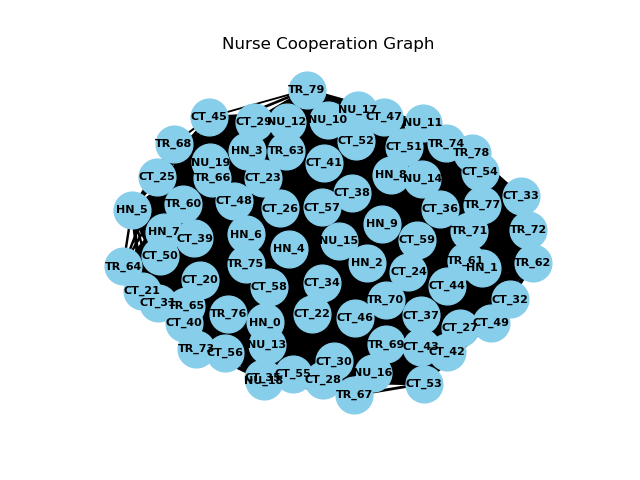 Nurse Cooperation Graph
TR_79
CT_45
CT_29
NU_12
NU_10
NU_17
CT_47
NU_11
TR_68
HN_3
TR_63
CT_52
CT_51
TR_74
TR_78
NU_19
CT_41
CT_25
TR_66
CT_23
HN_8
NU_14
CT_54
HN_5
TR_60
CT_48
CT_26
CT_57
CT_38
CT_36
TR_77
CT_33
HN_7
CT_39
HN_6
HN_4
NU_15
HN_9
CT_59
TR_71
TR_72
TR_64
CT_50
TR_75
HN_2
CT_24
TR_61
HN_1
TR_62
CT_21
CT_20
CT_58
CT_34
CT_44
TR_65
TR_70
CT_32
CT_40
TR_76
HN_0
CT_22
CT_46
CT_37
CT_27
CT_49
TR_73
CT_56
NU_13
CT_30
TR_69
CT_43
CT_42
NU_18
CT_55
CT_28
NU_16
TR_67
CT_53